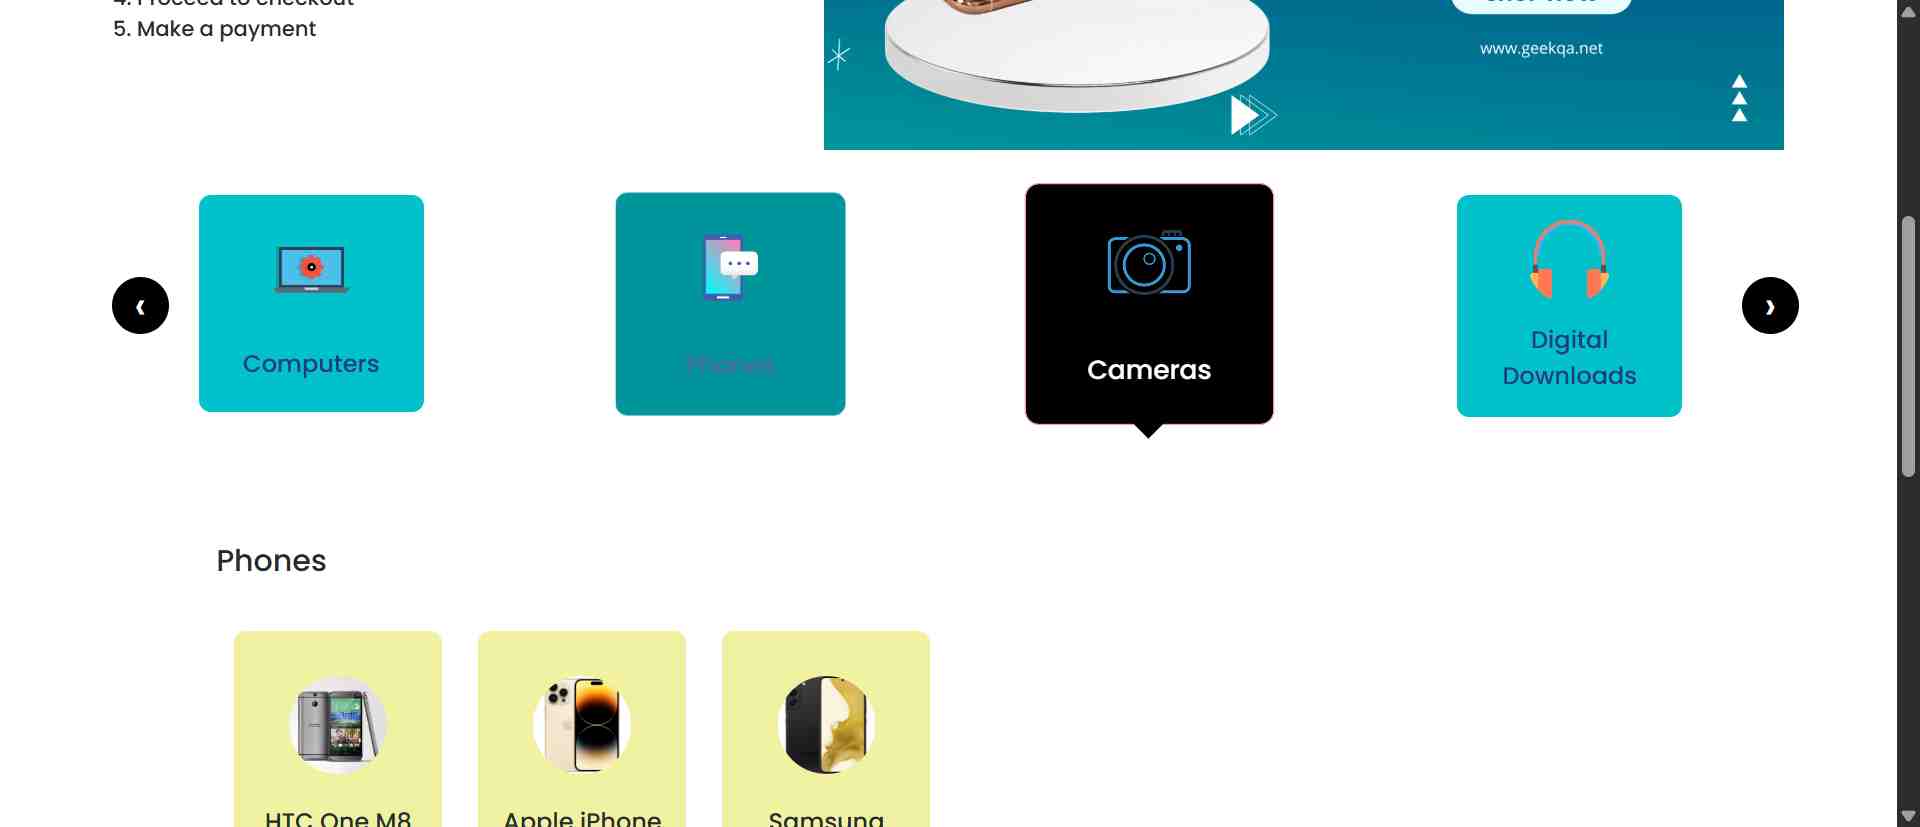 4. Proceed to checkout
5. Make a payment
www.geekqa.net
Computers
Phones
Cameras
Digital
Downloads
Phones
HTC One M8
Apple iPhone
Samsung